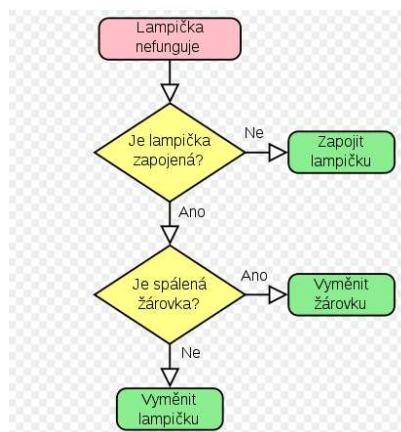 Lampička
nefunguje
Je lampička
zapojená?
Ne
Zapojit
lampičku
Ano
Je spálená
žárovka?
Ano
Vyměnit
žárovku
Ne
Vyměnit
lampičku